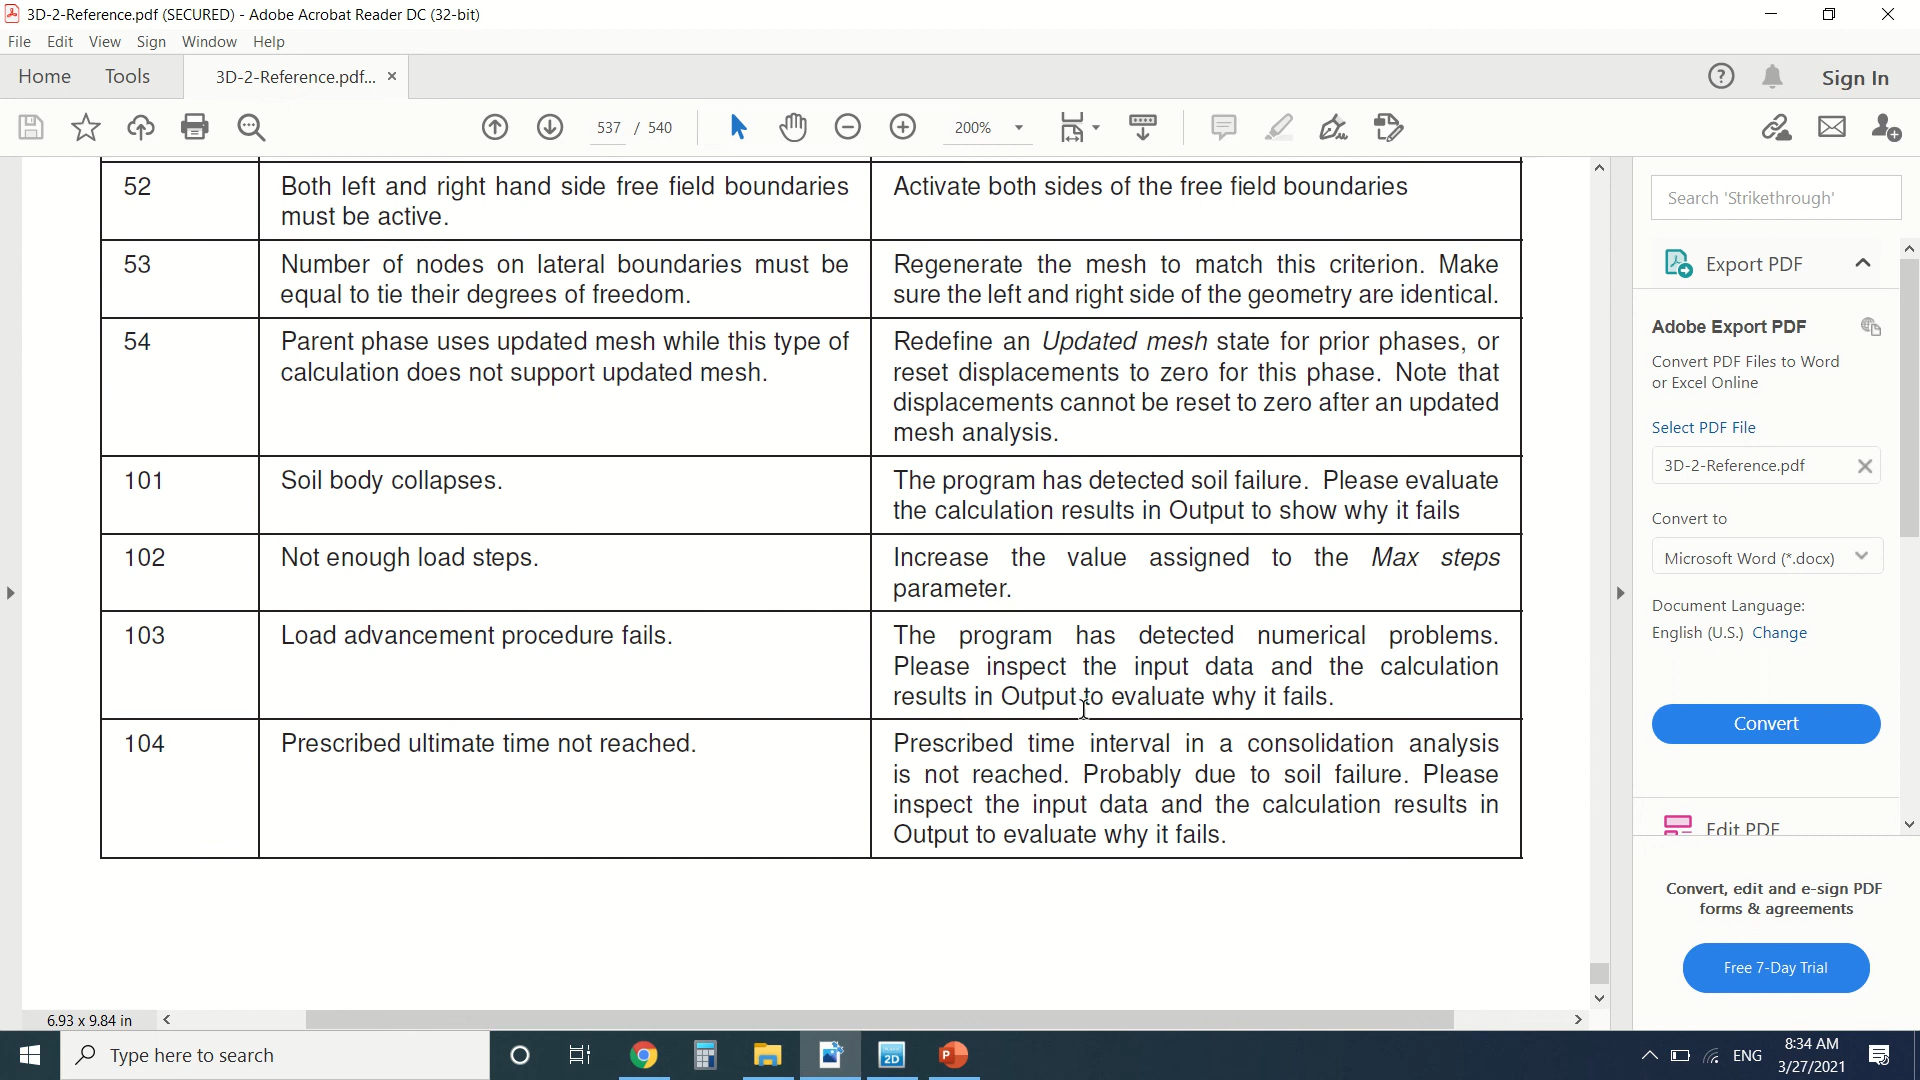 3D-2-Reference.pdf (SECURED) - Adobe Acrobat Reader DC (32-bit)
File Edit View Sign Window Help
Home Tools 3D-2-Reference.pdf... × Sign In
537 / 540 200%
52 Both left and right hand side free field boundaries Activate both sides of the free field boundaries
must be active.
53 Number of nodes on lateral boundaries must be Regenerate the mesh to match this criterion. Make
equal to tie their degrees of freedom. sure the left and right side of the geometry are identical.
54 Parent phase uses updated mesh while this type of Redefine an Updated mesh state for prior phases, or
calculation does not support updated mesh. reset displacements to zero for this phase. Note that
displacements cannot be reset to zero after an updated
mesh analysis.
101 Soil body collapses. The program has detected soil failure. Please evaluate
the calculation results in Output to show why it fails
102 Not enough load steps. Increase the value assigned to the Max steps
parameter.
103 Load advancement procedure fails. The program has detected numerical problems.
Please inspect the input data and the calculation
results in Output to evaluate why it fails.
104 Prescribed ultimate time not reached. Prescribed time interval in a consolidation analysis
is not reached. Probably due to soil failure. Please
inspect the input data and the calculation results in
Output to evaluate why it fails.
6.93 x 9.84 in
Search 'Strikethrough'
Export PDF
Adobe Export PDF
Convert PDF Files to Word
or Excel Online
Select PDF File
3D-2-Reference.pdf
Convert to
Microsoft Word (*.docx)
Document Language:
English (U.S.) Change
Convert
Edit PDF
Convert, edit and e-sign PDF
forms & agreements
Free 7-Day Trial
Type here to search
2D
P
ENG
8:34 AM
3/27/2021